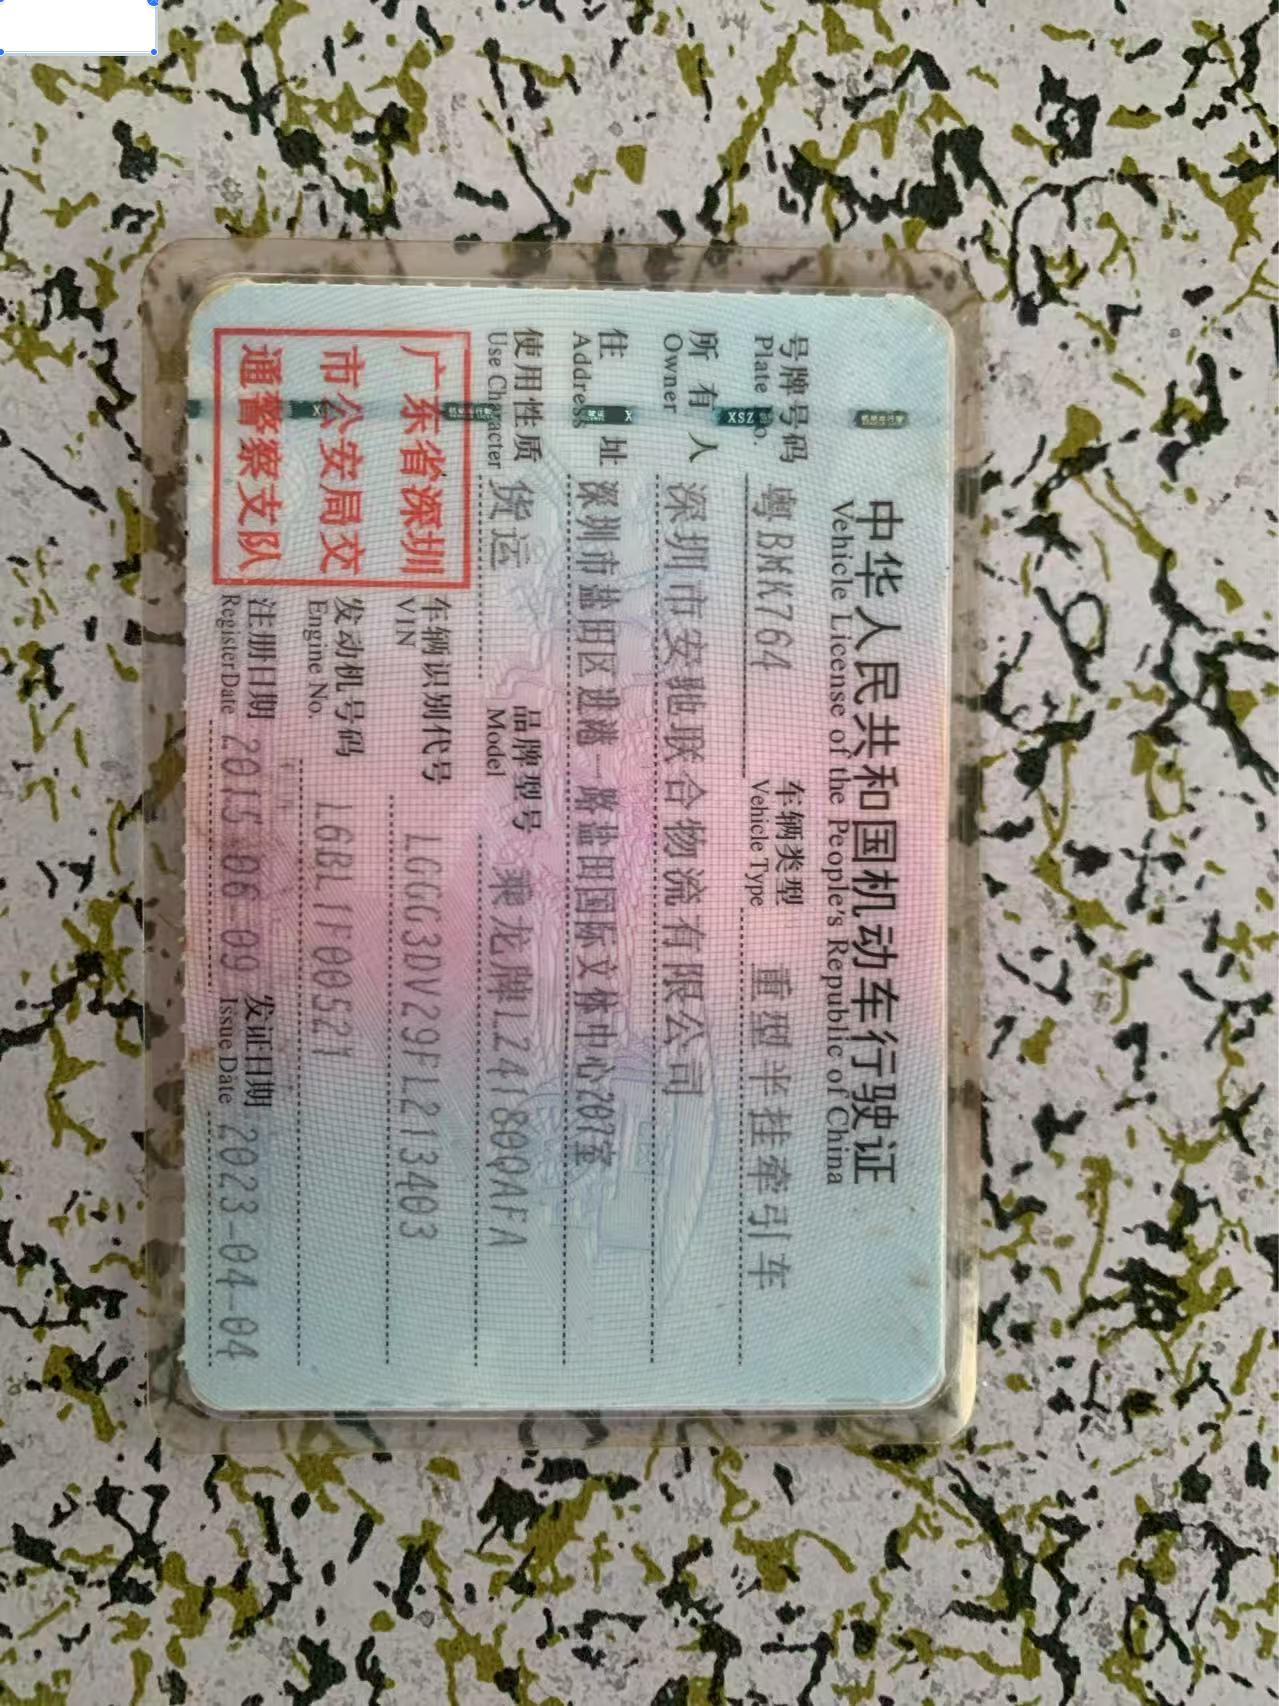 中华人民共和国机动车行驶证
Vehicle License of the People's Republic of China
号牌号码 粤BMK764 车辆类型 重型半挂牵引车
Plate No. Vehicle Type
所有人 深圳市安驰联合物流有限公司
Owner
住址 深圳市盐田区进港一路盐田国际文体中心207室
Address
使用性质 货运 品牌型号 乘龙牌LZ4180QAFA
Use Character Model
广东省深圳
市公安局交
通警察支队
车辆识别代号 LGGG3DV29FL213403
VIN
发动机号码 L6BL1F00521
Engine No.
注册日期 2015-06-09 发证日期 2023-04-04
Register Date Issue Date